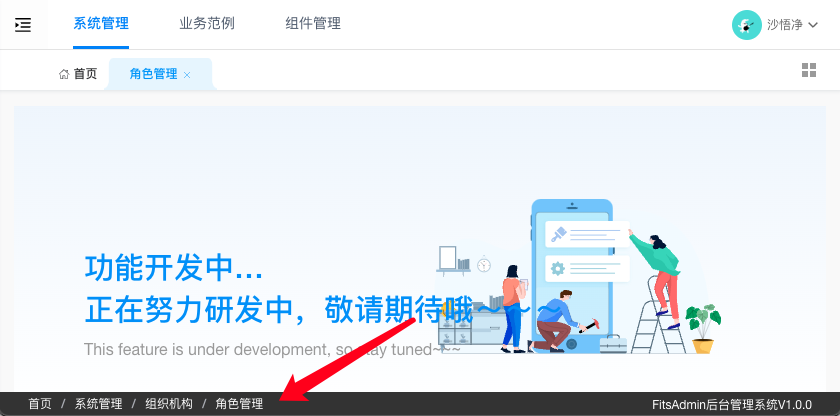 系统管理 业务范例 组件管理 沙悟净
首页 角色管理 ×
功能开发中...
正在努力研发中，敬请期待哦~ ~ ~
This feature is under development, so stay tuned~~~
首页 / 系统管理 / 组织机构 / 角色管理 FitsAdmin后台管理系统V1.0.0